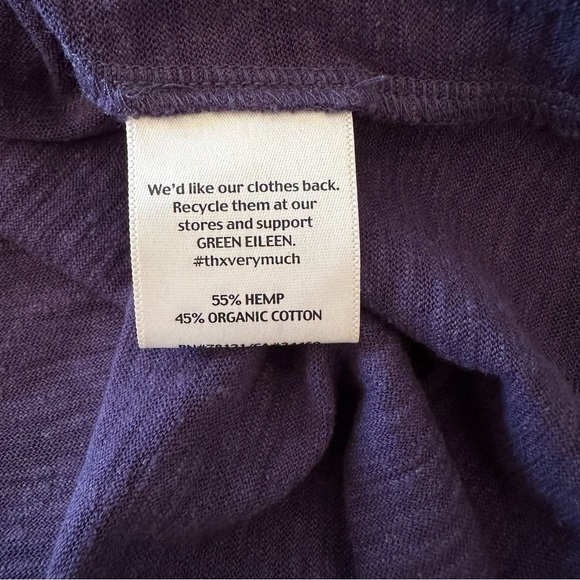 We'd like our clothes back.
Recycle them at our
stores and support
GREEN EILEEN.
#thxverymuch
55% HEMP
45% ORGANIC COTTON